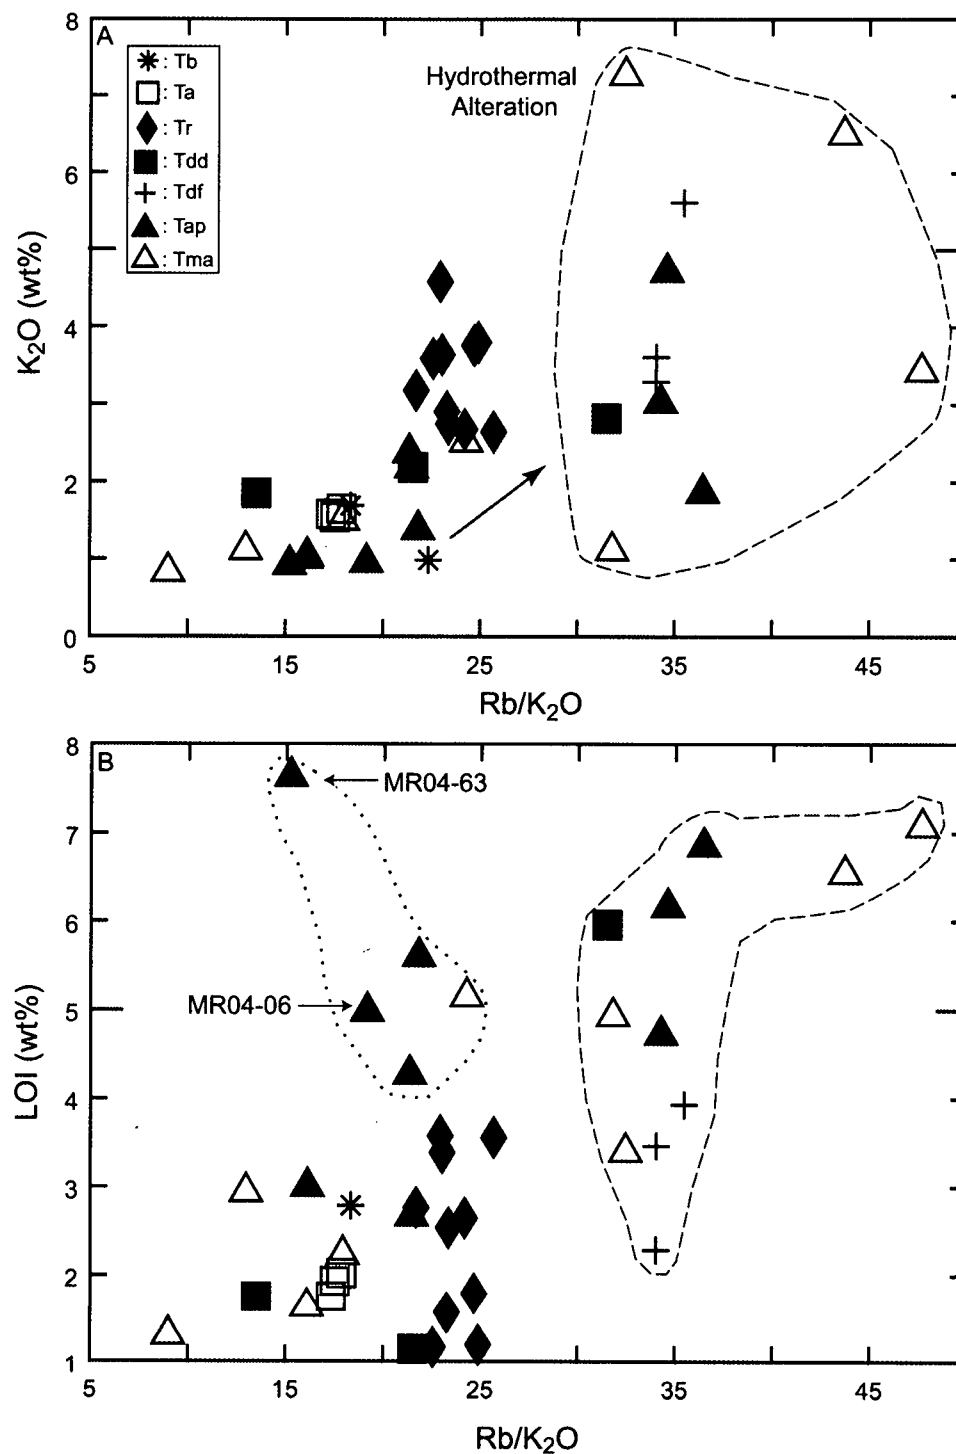 A
8
6
4
2
0
K₂O (wt%)
: Tb
: Ta
: Tr
: Tdd
: Tdf
: Tap
: Tma
Hydrothermal
Alteration
5 15 25 35 45
Rb/K₂O
B
8
7
6
5
4
3
2
1
LOI (wt%)
MR04-63
MR04-06
5 15 25 35 45
Rb/K₂O